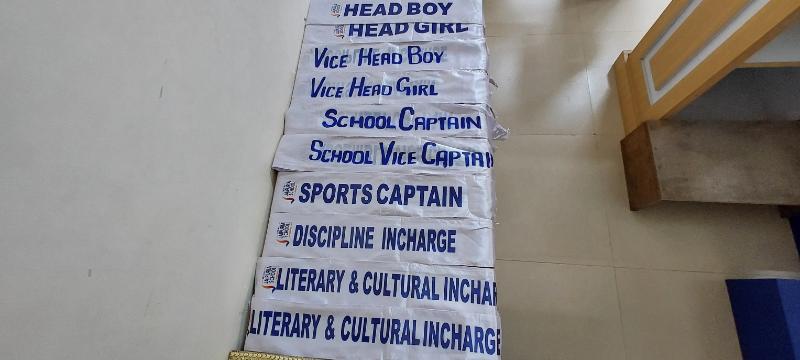 HEAD BOY
HEAD GIRL
VICE HEAD BOY
VICE HEAD GIRL
SCHOOL CAPTAIN
SCHOOL VICE CAPTAI
SPORTS CAPTAIN
DISCIPLINE INCHARGE
LITERARY & CULTURAL INCHAR
LITERARY & CULTURAL INCHARGE